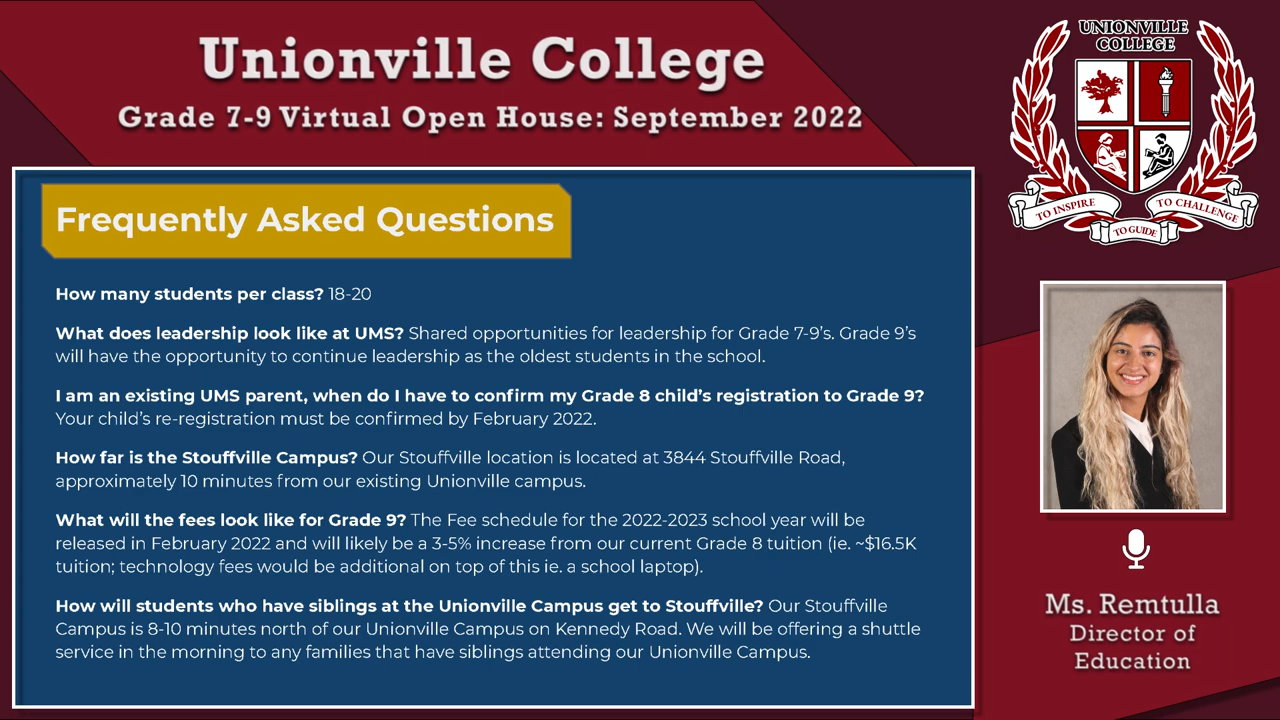 Unionville College
Grade 7-9 Virtual Open House: September 2022
UNIONVILLE
COLLEGE
TO INSPIRE
TO GUIDE
TO CHALLENGE
Frequently Asked Questions
How many students per class? 18-20
What does leadership look like at UMS? Shared opportunities for leadership for Grade 7-9's. Grade 9's
will have the opportunity to continue leadership as the oldest students in the school.
I am an existing UMS parent, when do I have to confirm my Grade 8 child's registration to Grade 9?
Your child's re-registration must be confirmed by February 2022.
How far is the Stouffville Campus? Our Stouffville location is located at 3844 Stouffville Road,
approximately 10 minutes from our existing Unionville campus.
What will the fees look like for Grade 9? The Fee schedule for the 2022-2023 school year will be
released in February 2022 and will likely be a 3-5% increase from our current Grade 8 tuition (ie. ~$16.5K
tuition; technology fees would be additional on top of this ie. a school laptop).
How will students who have siblings at the Unionville Campus get to Stouffville? Our Stouffville
Campus is 8-10 minutes north of our Unionville Campus on Kennedy Road. We will be offering a shuttle
service in the morning to any families that have siblings attending our Unionville Campus.
Ms. Remtulla
Director of
Education